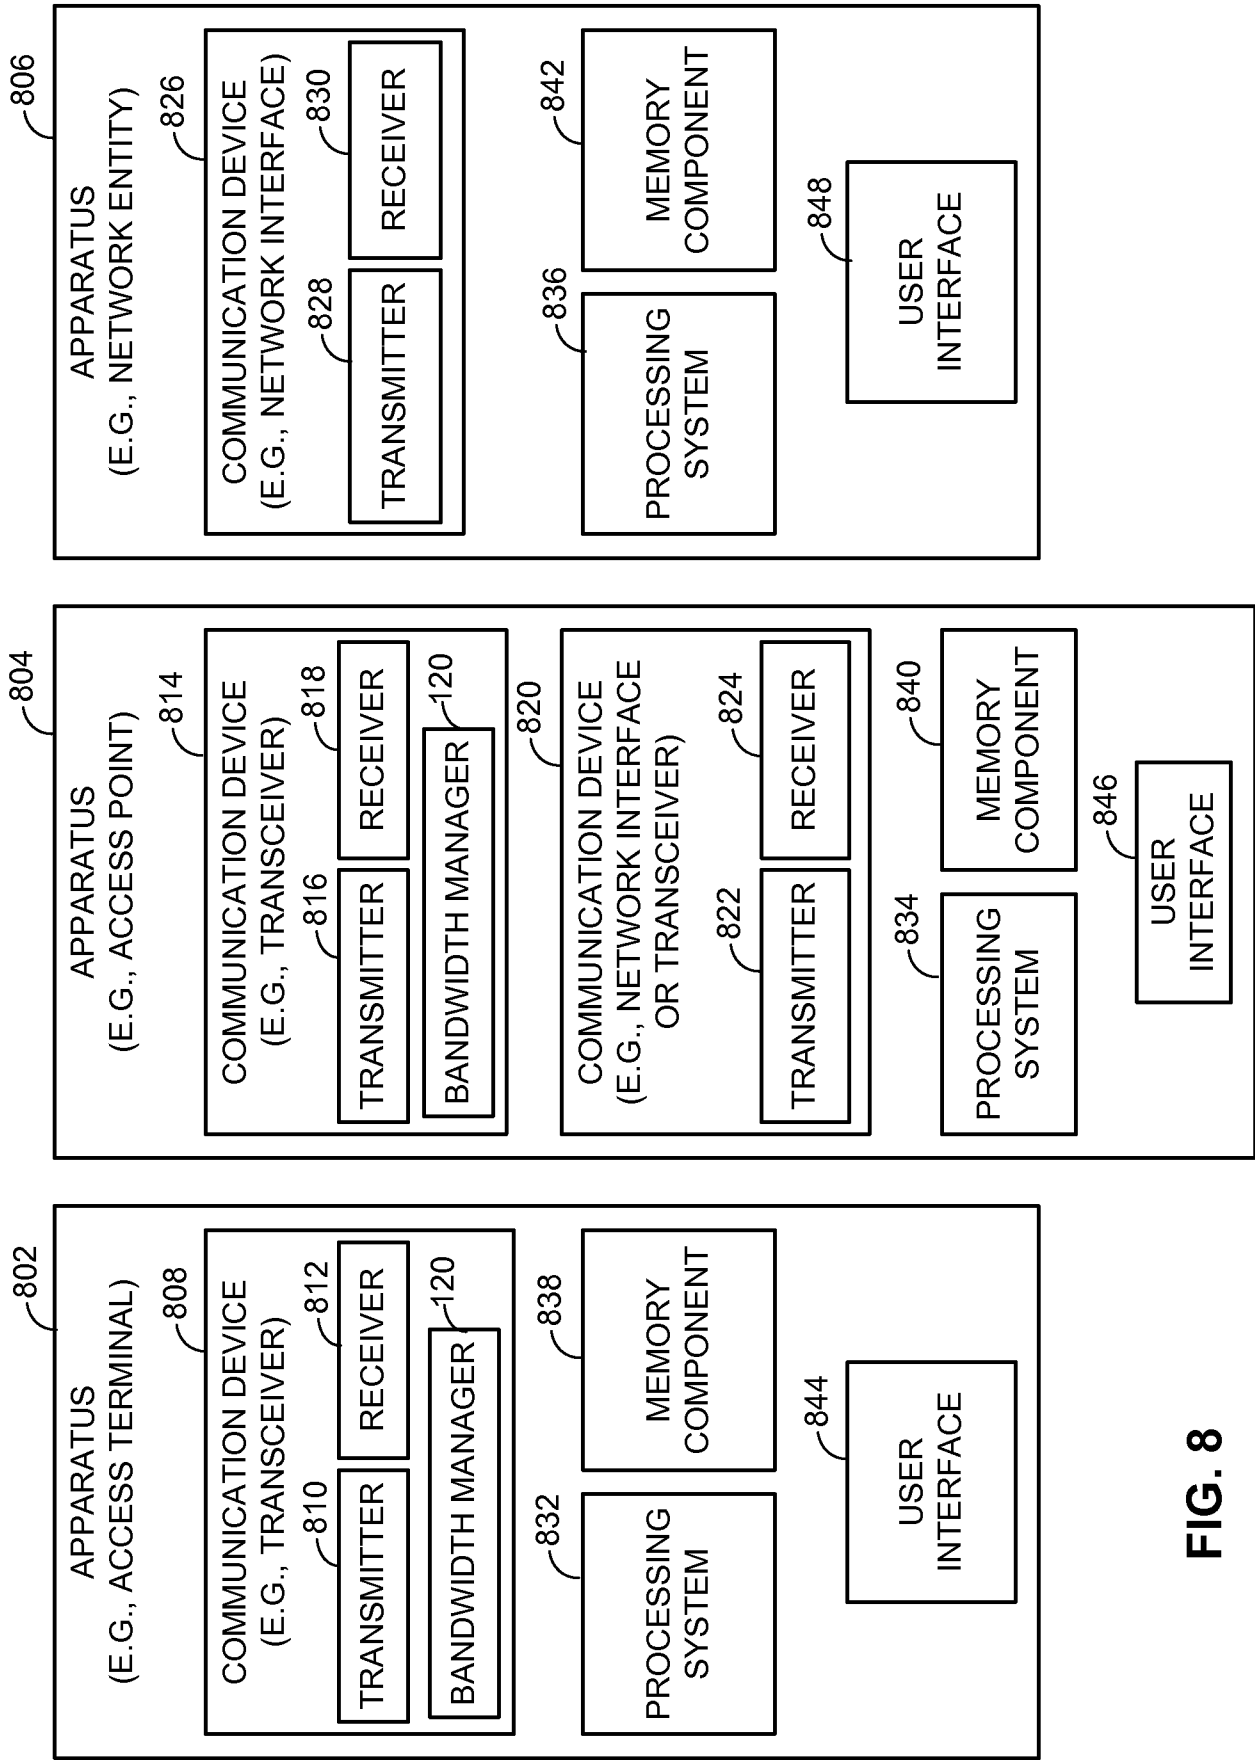 802
APPARATUS
(E.G., ACCESS TERMINAL)
808
COMMUNICATION DEVICE
(E.G., TRANSCEIVER)
810
812
TRANSMITTER
RECEIVER
120
BANDWIDTH MANAGER
832
838
PROCESSING
SYSTEM
MEMORY
COMPONENT
844
USER
INTERFACE
804
APPARATUS
(E.G., ACCESS POINT)
814
COMMUNICATION DEVICE
(E.G., TRANSCEIVER)
816
818
TRANSMITTER
RECEIVER
120
BANDWIDTH MANAGER
820
COMMUNICATION DEVICE
(E.G., NETWORK INTERFACE
OR TRANSCEIVER)
822
824
TRANSMITTER
RECEIVER
834
840
PROCESSING
SYSTEM
MEMORY
COMPONENT
846
USER
INTERFACE
806
APPARATUS
(E.G., NETWORK ENTITY)
826
COMMUNICATION DEVICE
(E.G., NETWORK INTERFACE)
828
830
TRANSMITTER
RECEIVER
836
842
PROCESSING
SYSTEM
MEMORY
COMPONENT
848
USER
INTERFACE
FIG. 8